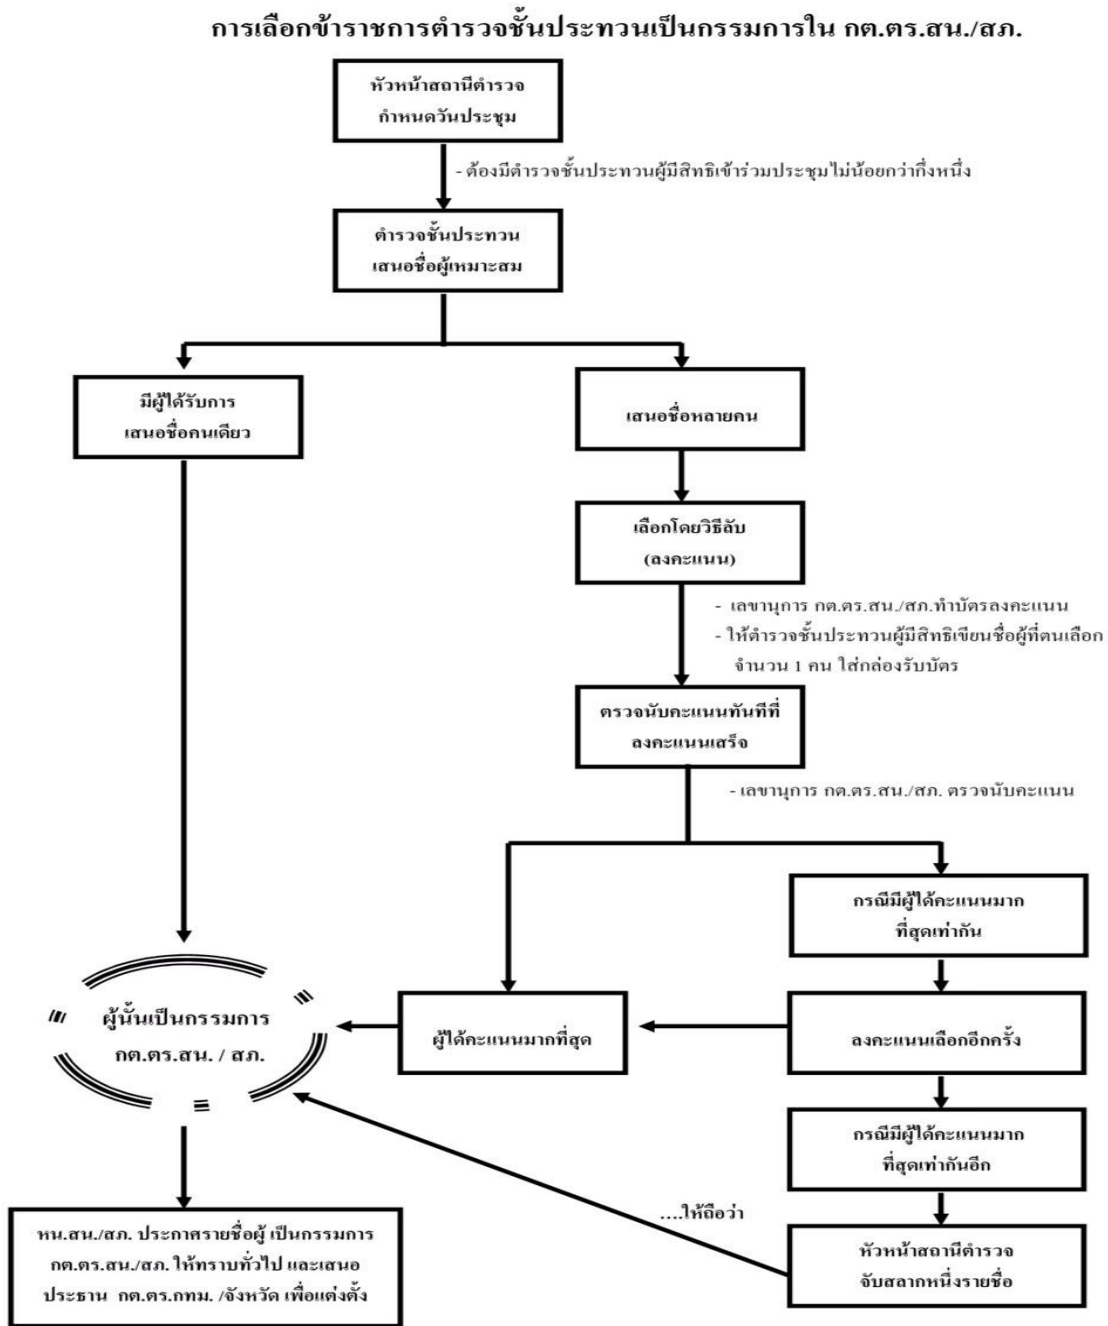 การเลือกข้าราชการตำรวจชั้นประทวนเป็นกรรมการใน กต.ตร.สน./สภ.
หัวหน้าสถานีตำรวจ
กำหนดวันประชุม
- ต้องมีตำรวจชั้นประทวนผู้มีสิทธิเข้าร่วมประชุมไม่น้อยกว่ากึ่งหนึ่ง
ตำรวจชั้นประทวน
เสนอชื่อผู้เหมาะสม
มีผู้ได้รับการ
เสนอชื่อคนเดียว
เสนอชื่อหลายคน
เลือกโดยวิธีลับ
(ลงคะแนน)
- เลขานุการ กต.ตร.สน./สภ.ทำบัตรลงคะแนน
- ให้ตำรวจชั้นประทวนผู้มีสิทธิเขียนชื่อผู้ที่ตนเลือก
จำนวน 1 คน ใส่กล่องรับบัตร
ตรวจนับคะแนนทันทีที่
ลงคะแนนเสร็จ
- เลขานุการ กต.ตร.สน./สภ. ตรวจนับคะแนน
กรณีมีผู้ได้คะแนนมาก
ที่สุดเท่ากัน
ผู้นั้นเป็นกรรมการ
กต.ตร.สน. / สภ.
ผู้ได้คะแนนมากที่สุด
ลงคะแนนเลือกอีกครั้ง
กรณีมีผู้ได้คะแนนมาก
ที่สุดเท่ากันอีก
....ให้ถือว่า
หัวหน้าสถานีตำรวจ
จับสลากหนึ่งรายชื่อ
หน.สน./สภ. ประกาศรายชื่อผู้ เป็นกรรมการ
กต.ตร.สน./สภ. ให้ทราบทั่วไป และเสนอ
ประธาน กต.ตร.กทม. /จังหวัด เพื่อแต่งตั้ง